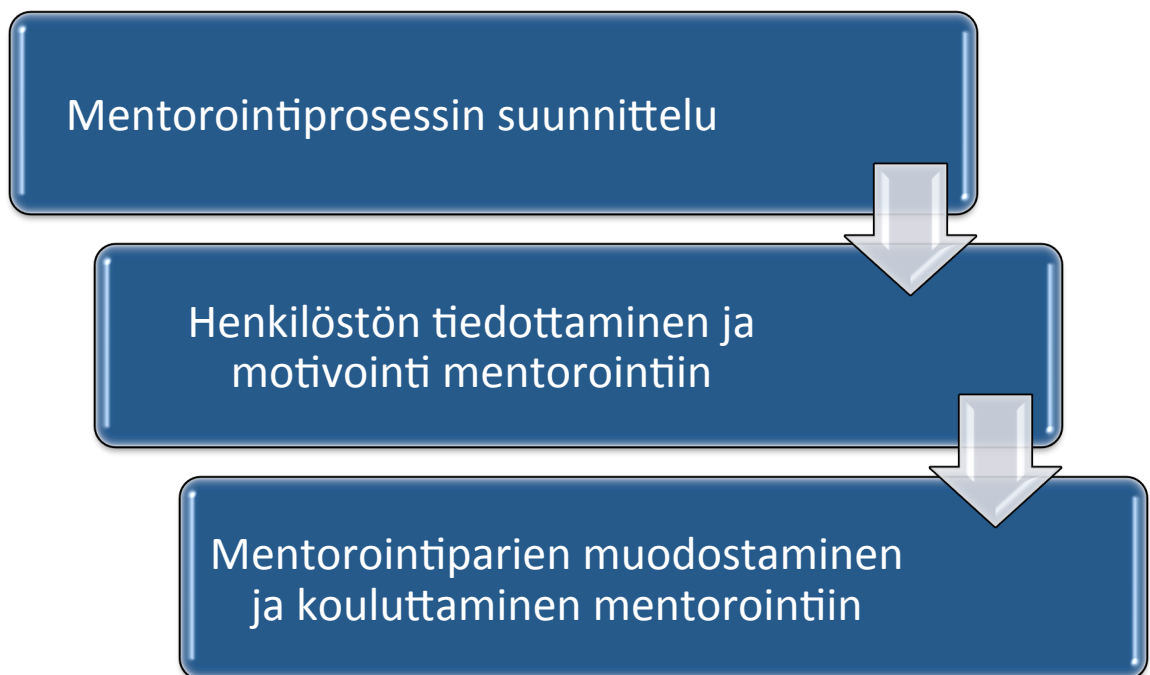 Mentorointiprosessin suunnittelu
Henkilöstön tiedottaminen ja
motivointi mentorointiin
Mentorointiparien muodostaminen
ja kouluttaminen mentorointiin